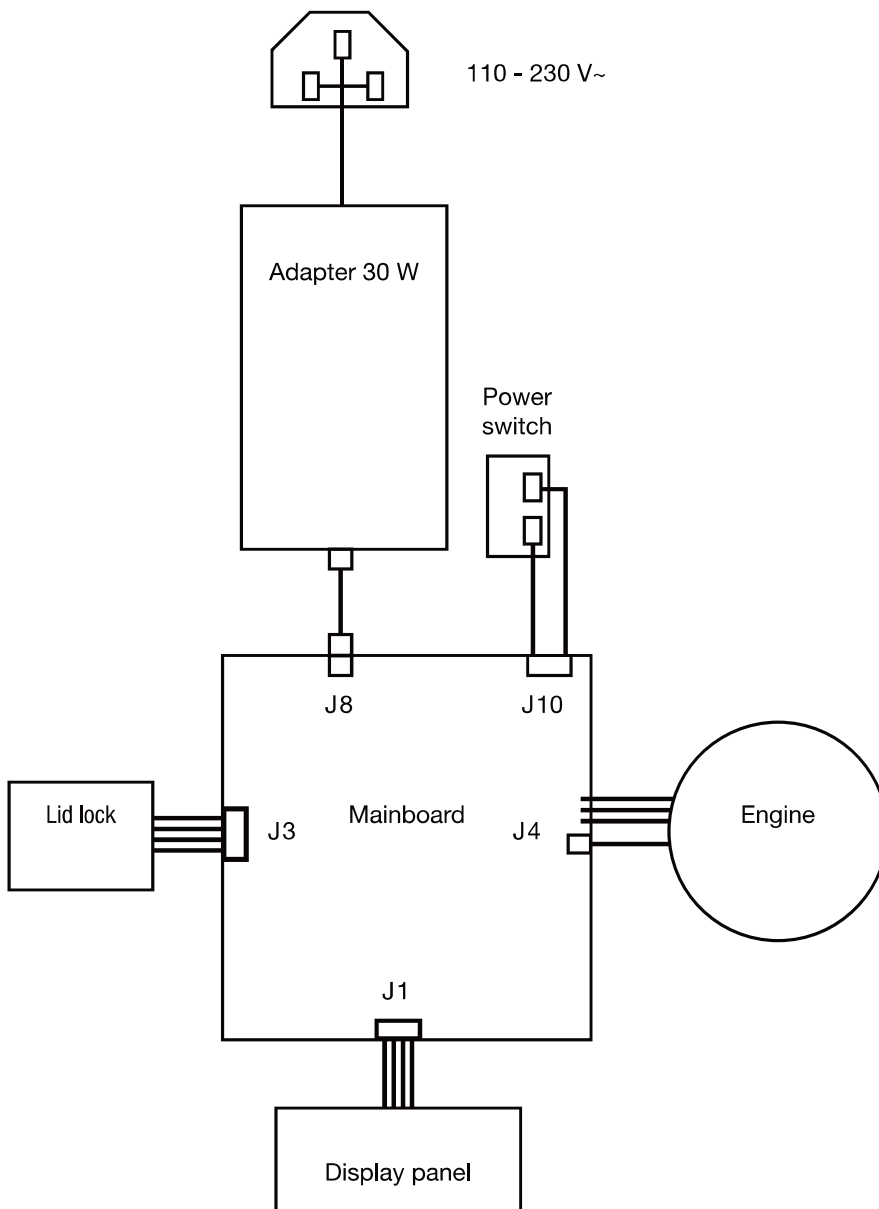 110 - 230 V~
Adapter 30 W
Power
switch
J8
J10
Lid lock
J3
Mainboard
J4
Engine
J1
Display panel